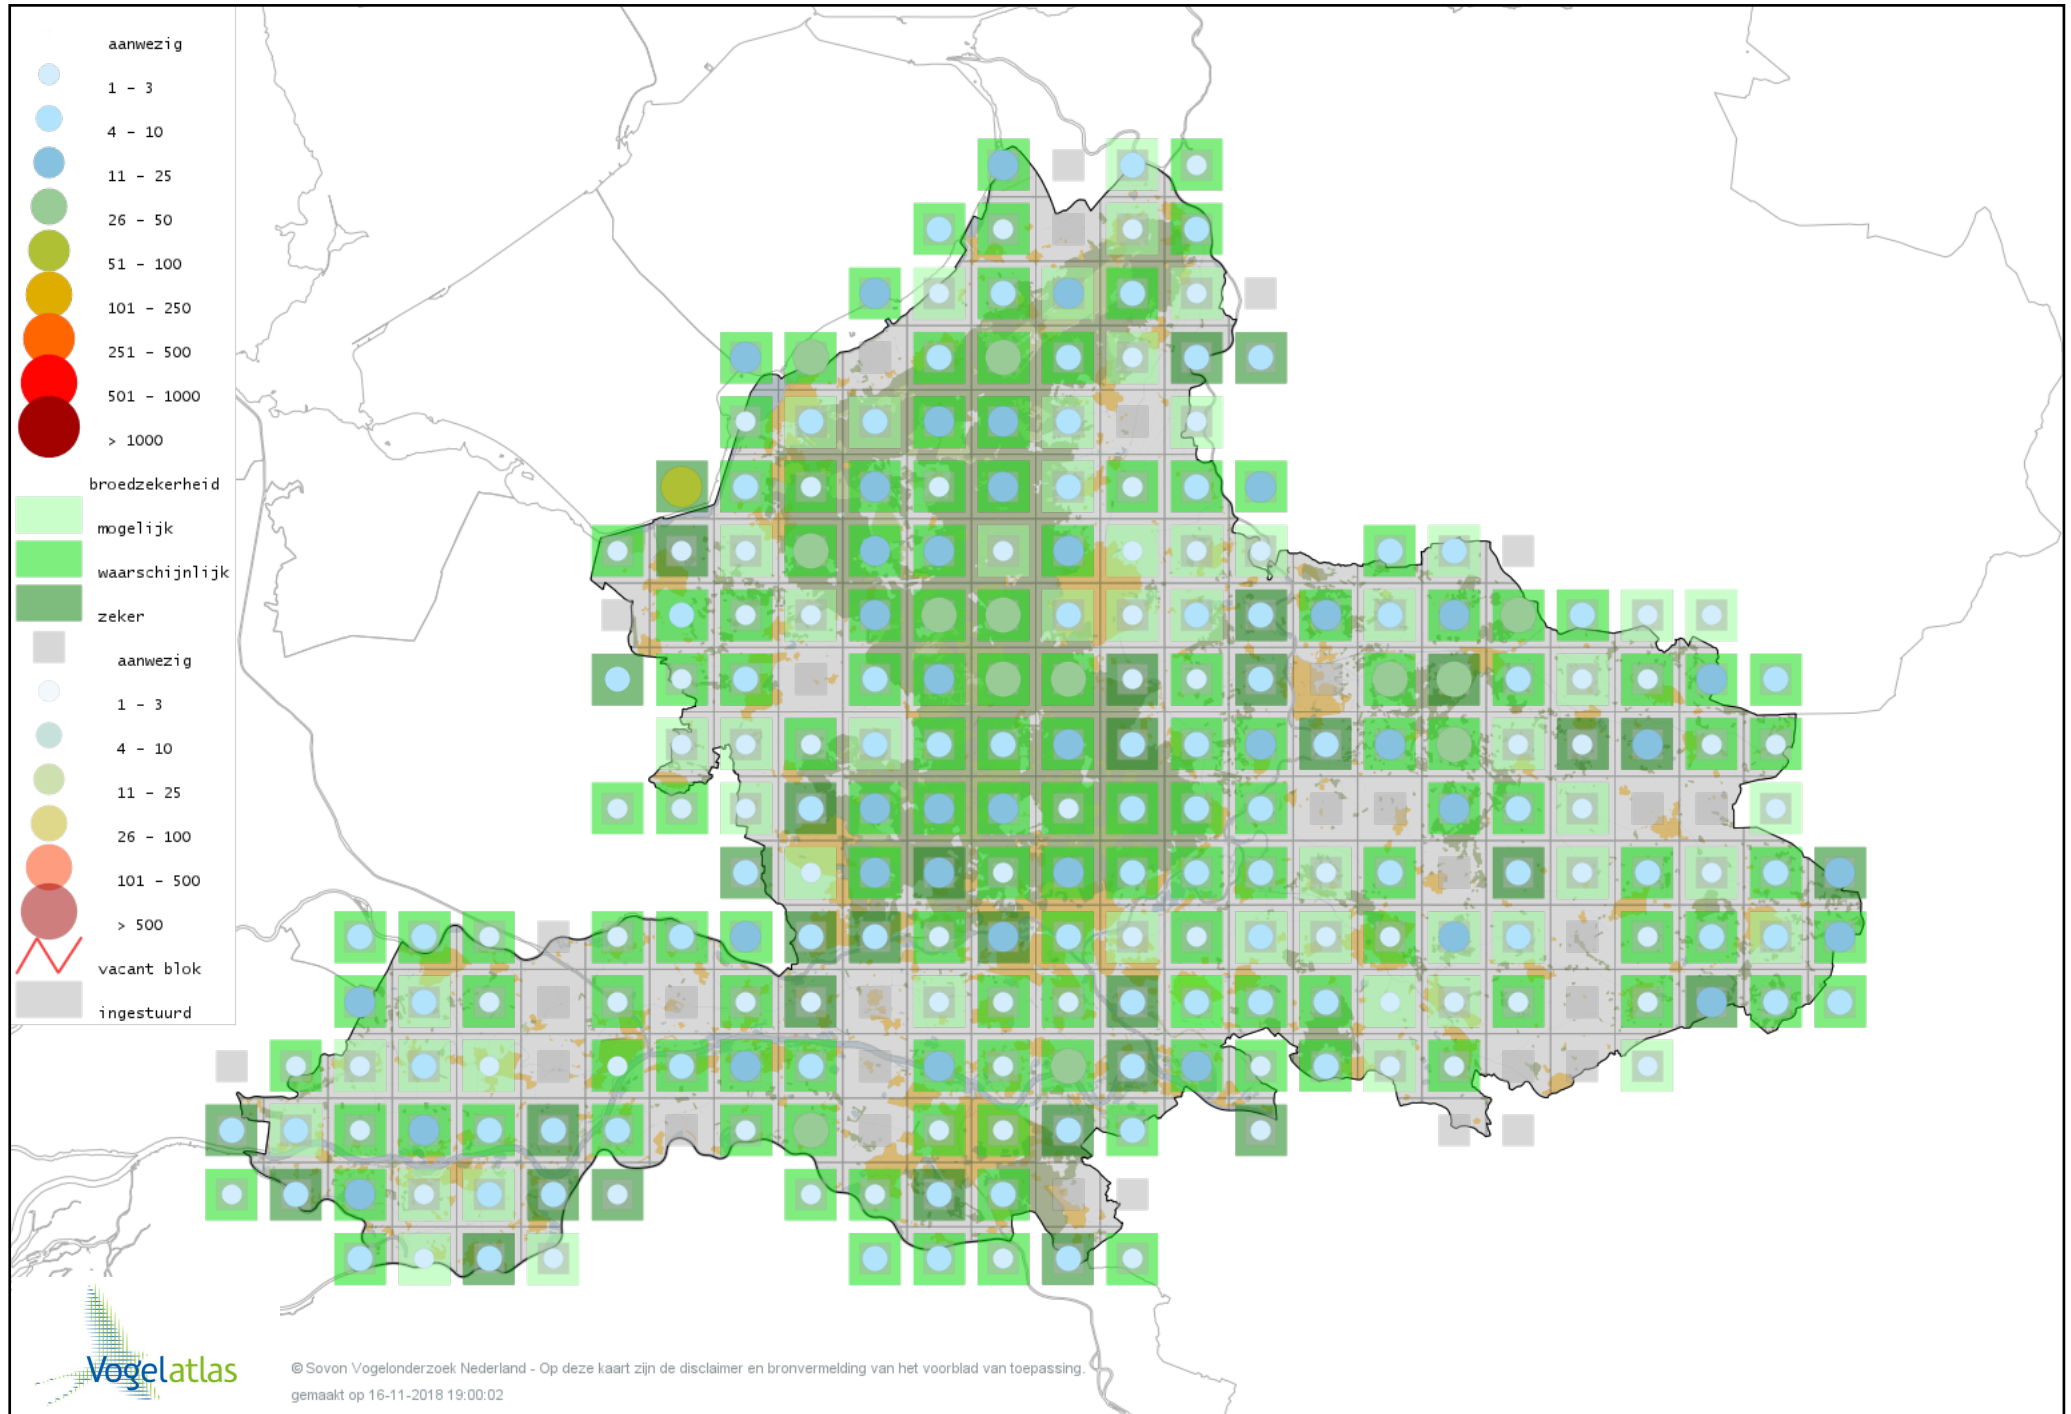 aanwezig
1 - 3
4 - 10
11 - 25
26 - 50
51 - 100
101 - 250
251 - 500
501 - 1000
> 1000
broedzekerheid
mogelijk
waarschijnlijk
zeker
aanwezig
1 - 3
4 - 10
11 - 25
26 - 100
101 - 500
> 500
vacant blok
ingestuurd
Vogelatlas
© Sovon Vogelonderzoek Nederland - Op deze kaart zijn de disclaimer en bronvermelding van het voorblad van toepassing.
gemaakt op 16-11-2018 19:00:02